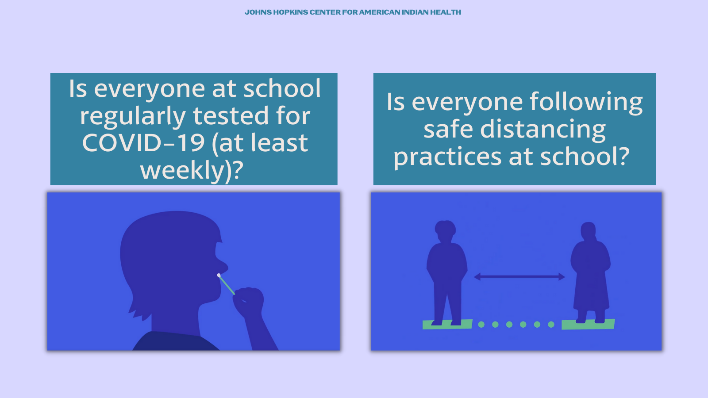 JOHNS HOPKINS CENTER FOR AMERICAN INDIAN HEALTH
Is everyone at school
regularly tested for
COVID-19 (at least
weekly)?
Is everyone following
safe distancing
practices at school?